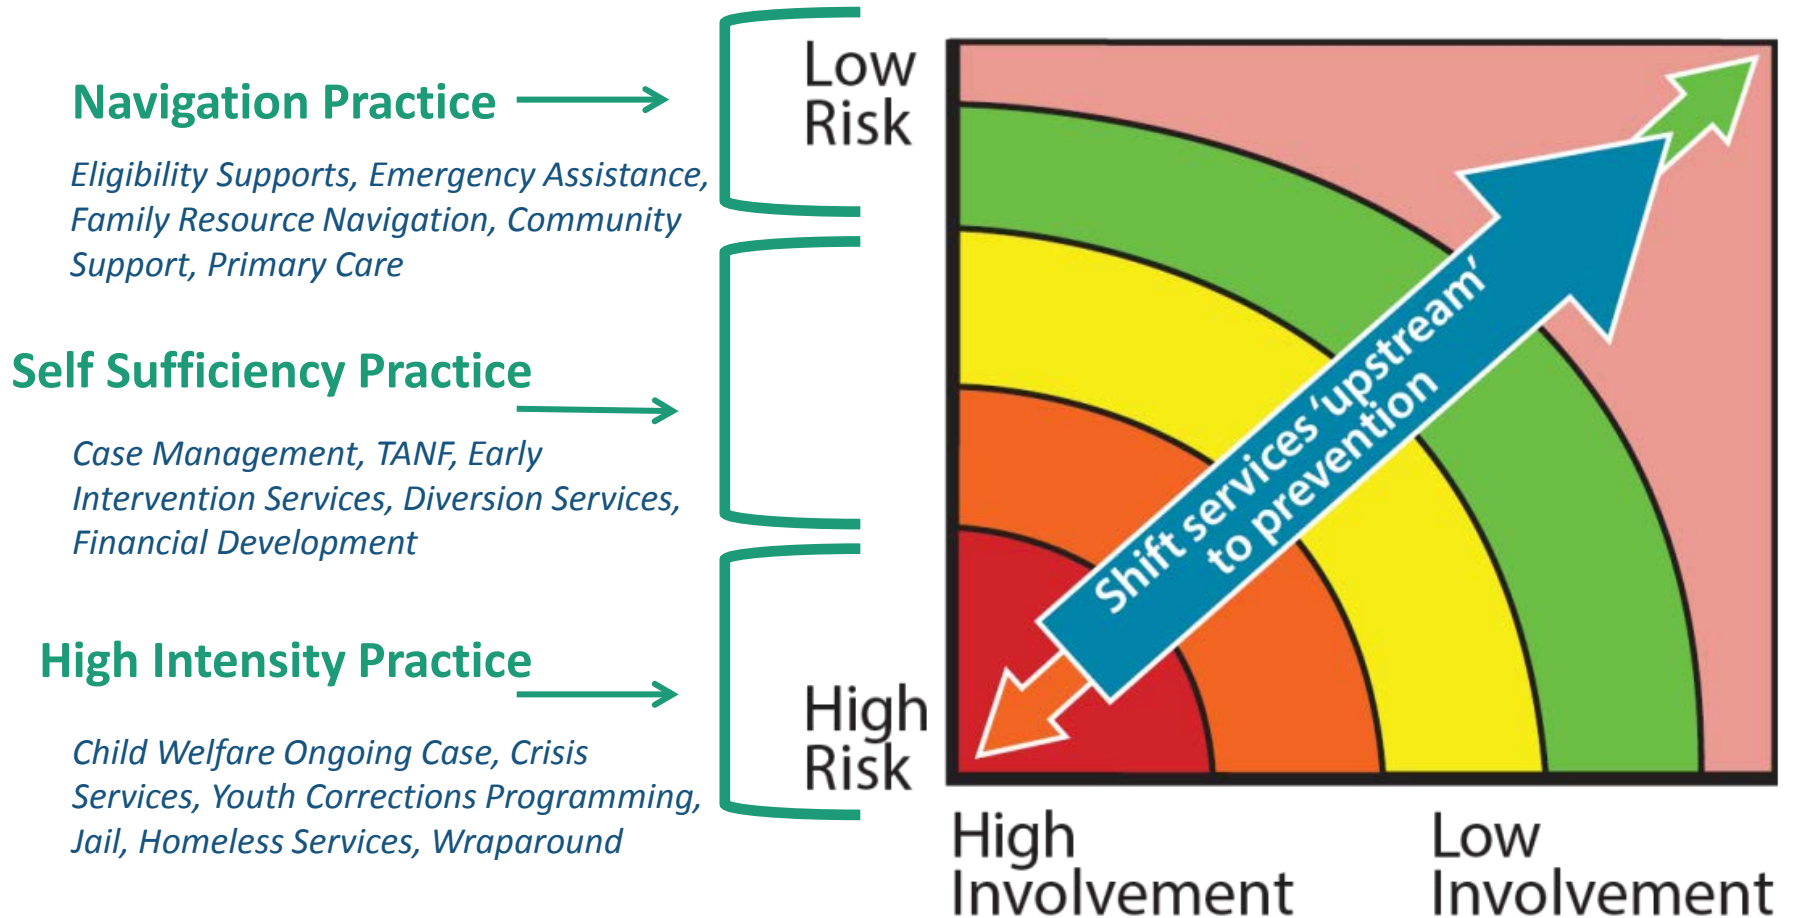 Navigation Practice
Eligibility Supports, Emergency Assistance,
Family Resource Navigation, Community
Support, Primary Care
Self Sufficiency Practice
Case Management, TANF, Early
Intervention Services, Diversion Services,
Financial Development
High Intensity Practice
Child Welfare Ongoing Case, Crisis
Services, Youth Corrections Programming,
Jail, Homeless Services, Wraparound
Low
Risk
High
Risk
Shift services ‘upstream’
to prevention
High
Involvement
Low
Involvement